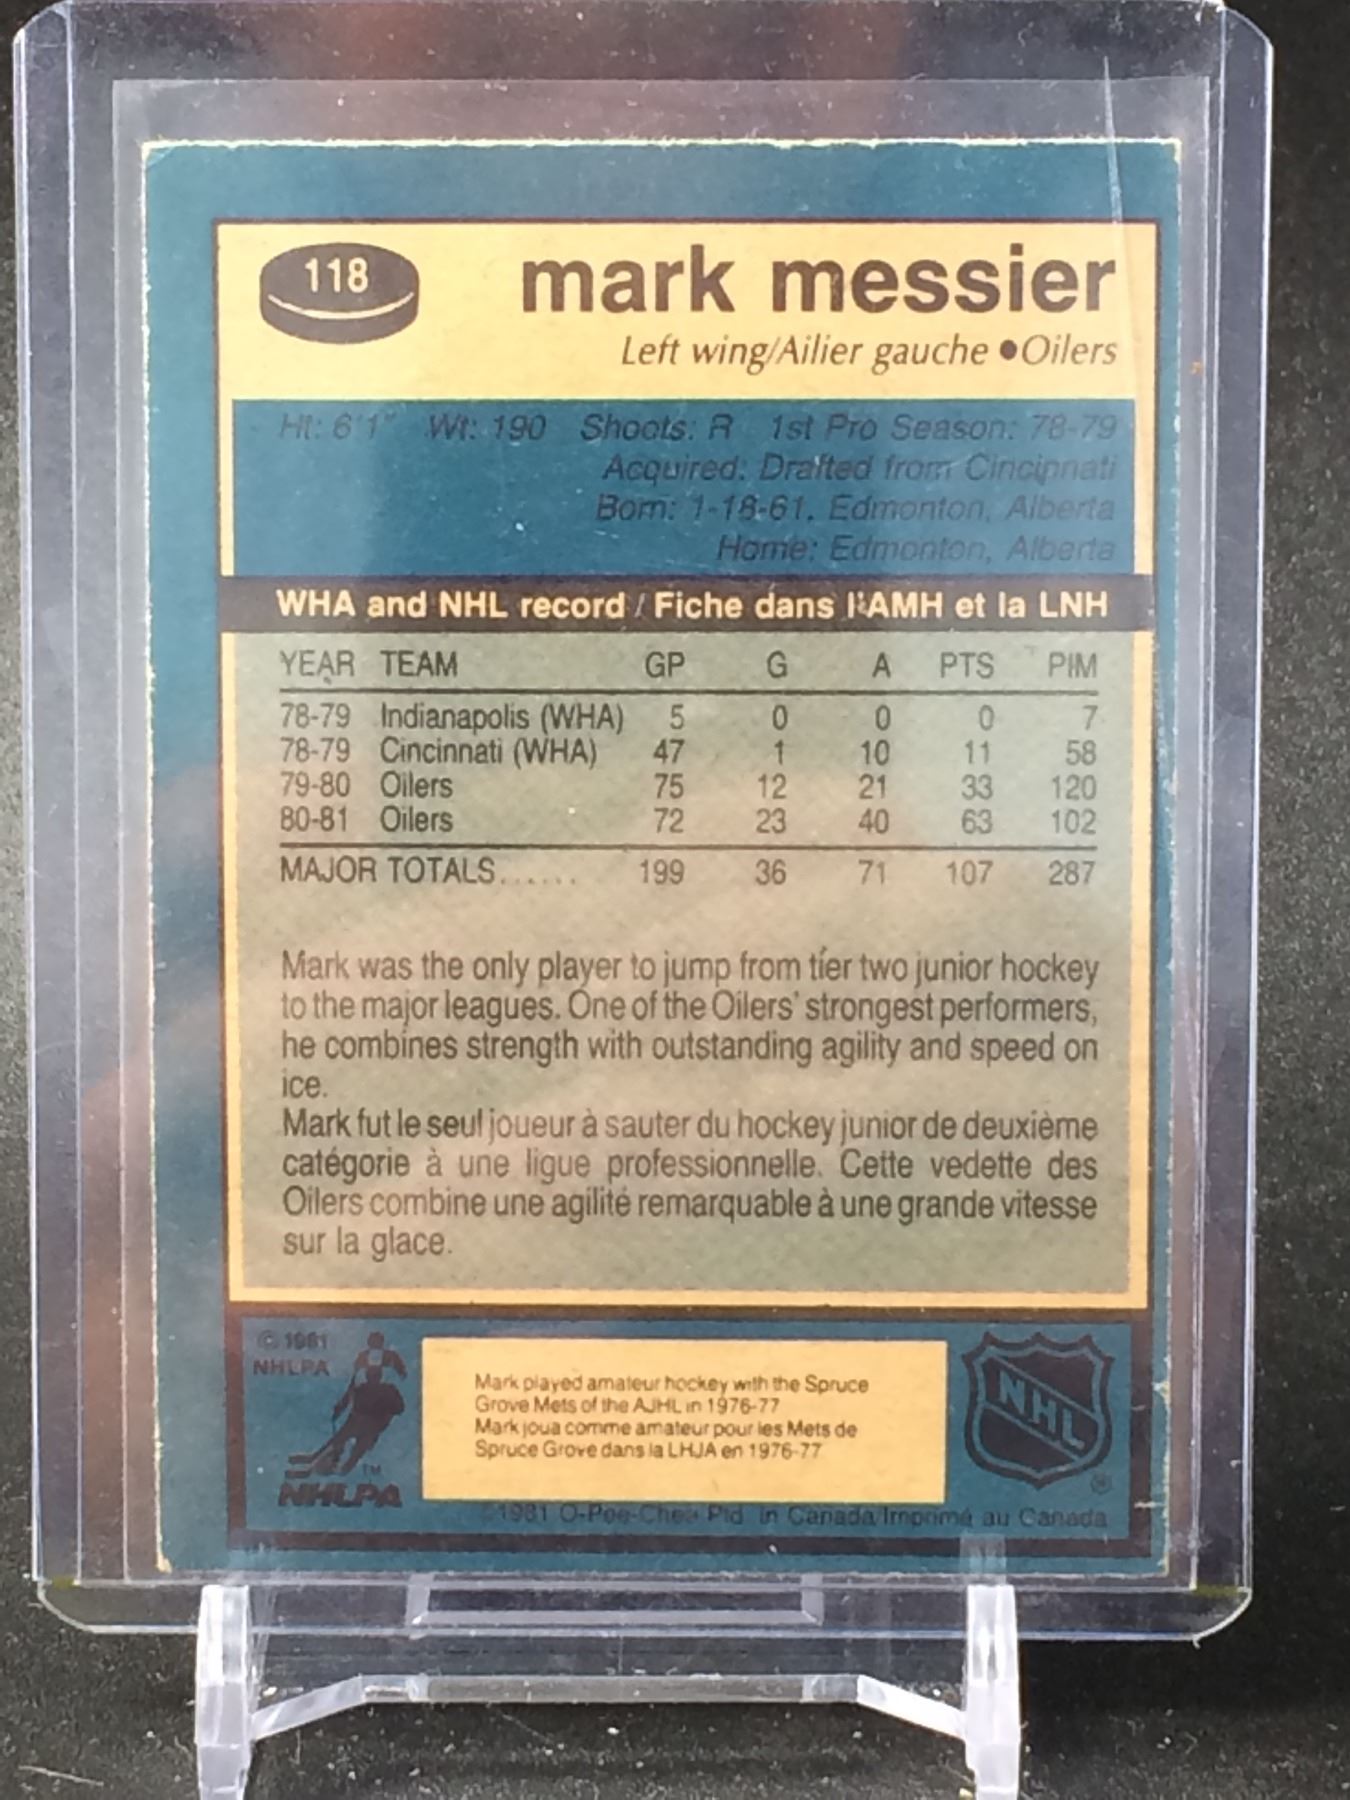 118
mark messier
Left wing/Ailier gauche ●Oilers
Ht: 6'1" Wt: 190 Shoots: R 1st Pro Season: 78-79
Acquired: Drafted from Cincinnati
Born: 1-18-61, Edmonton, Alberta
Home: Edmonton, Alberta
WHA and NHL record / Fiche dans l'AMH et la LNH
YEAR TEAM GP G A PTS PIM
78-79 Indianapolis (WHA) 5 0 0 0 7
78-79 Cincinnati (WHA) 47 1 10 11 58
79-80 Oilers 75 12 21 33 120
80-81 Oilers 72 23 40 63 102
MAJOR TOTALS...... 199 36 71 107 287
Mark was the only player to jump from tier two junior hockey
to the major leagues. One of the Oilers' strongest performers,
he combines strength with outstanding agility and speed on
ice.
Mark fut le seul joueur à sauter du hockey junior de deuxième
catégorie à une ligue professionnelle. Cette vedette des
Oilers combine une agilité remarquable à une grande vitesse
sur la glace.
© 1981
NHLPA
Mark played amateur hockey with the Spruce
Grove Mets of the AJHL in 1976-77
Mark joua comme amateur pour les Mets de
Spruce Grove dans la LHJA en 1976-77
TM
NHLPA
NHL
®
©1981 O-Pee-Chee Ptd. in Canada/Imprimé au Canada